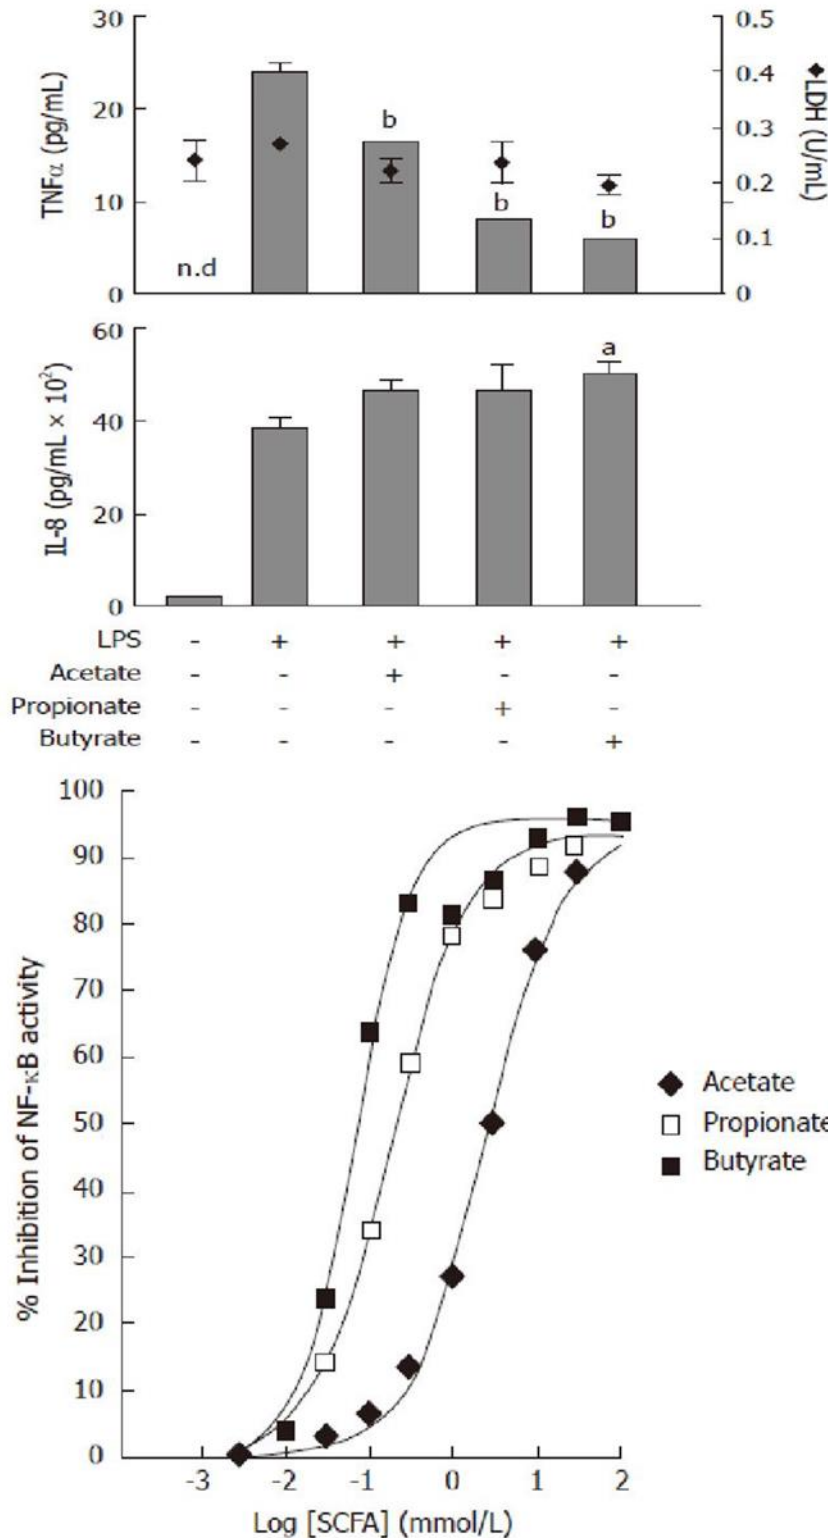 30
20
10
0
TNFα (pg/mL)
n.d
b
b
b
0.5
0.4
0.3
0.2
0.1
0
LDH (U/mL)
60
40
20
0
IL-8 (pg/mL × 10²)
a
LPS - + + + +
Acetate - - + - -
Propionate - - - + -
Butyrate - - - - +
100
90
80
70
60
50
40
30
20
10
0
% Inhibition of NF-κB activity
-3 -2 -1 0 1 2
Log [SCFA] (mmol/L)
Acetate
Propionate
Butyrate